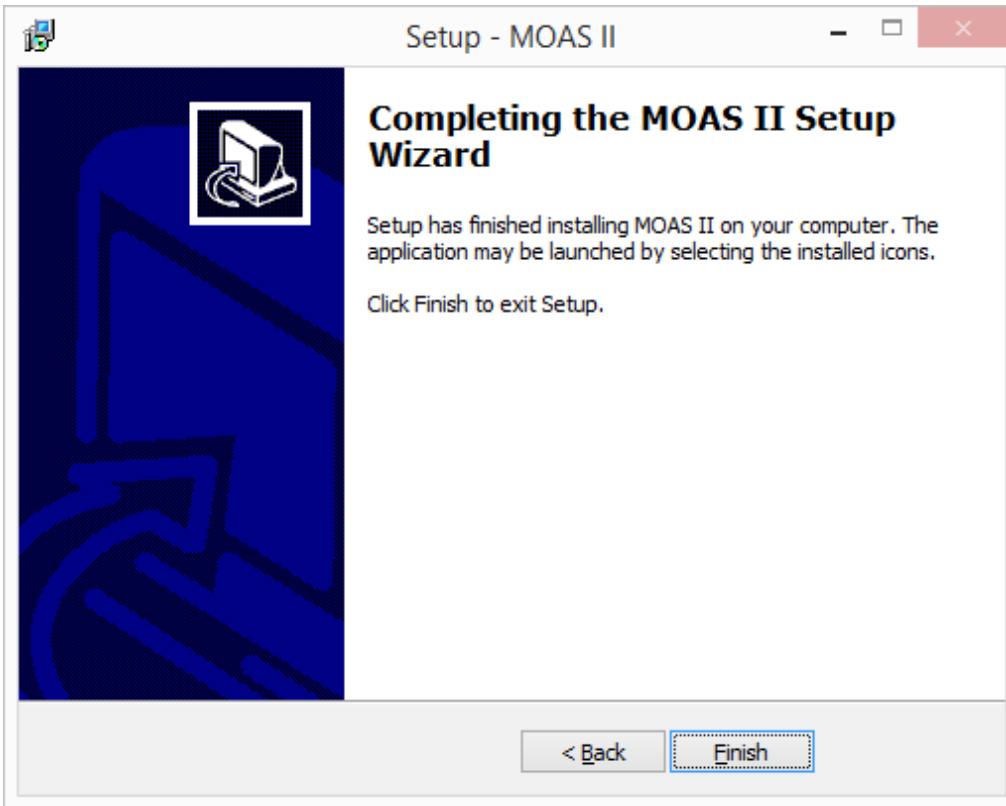 Setup - MOAS II
Completing the MOAS II Setup
Wizard
Setup has finished installing MOAS II on your computer. The
application may be launched by selecting the installed icons.
Click Finish to exit Setup.
< Back
Finish